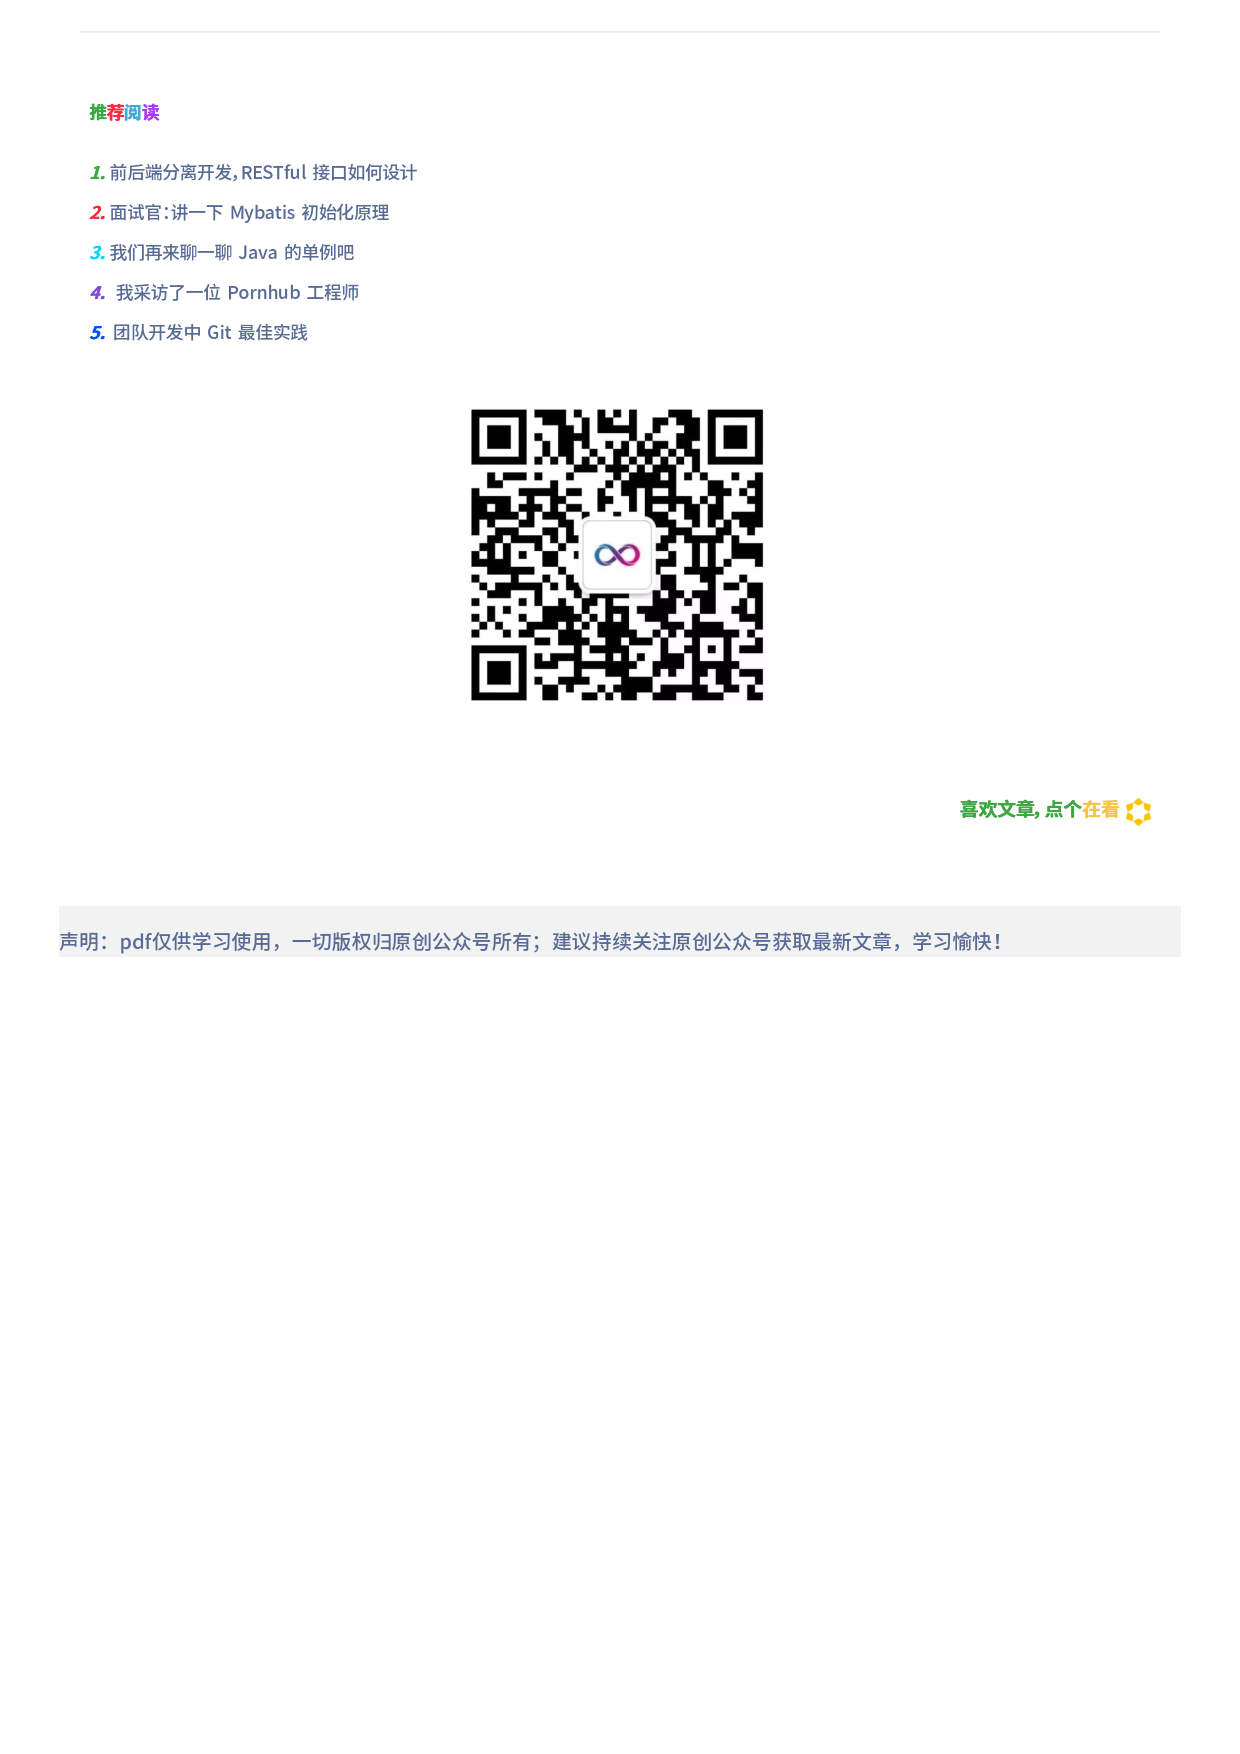 推荐阅读
1. 前后端分离开发，RESTful 接口如何设计
2. 面试官：讲一下 Mybatis 初始化原理
3. 我们再来聊一聊 Java 的单例吧
4. 我采访了一位 Pornhub 工程师
5. 团队开发中 Git 最佳实践
喜欢文章，点个在看
声明：pdf仅供学习使用，一切版权归原创公众号所有；建议持续关注原创公众号获取最新文章，学习愉快！